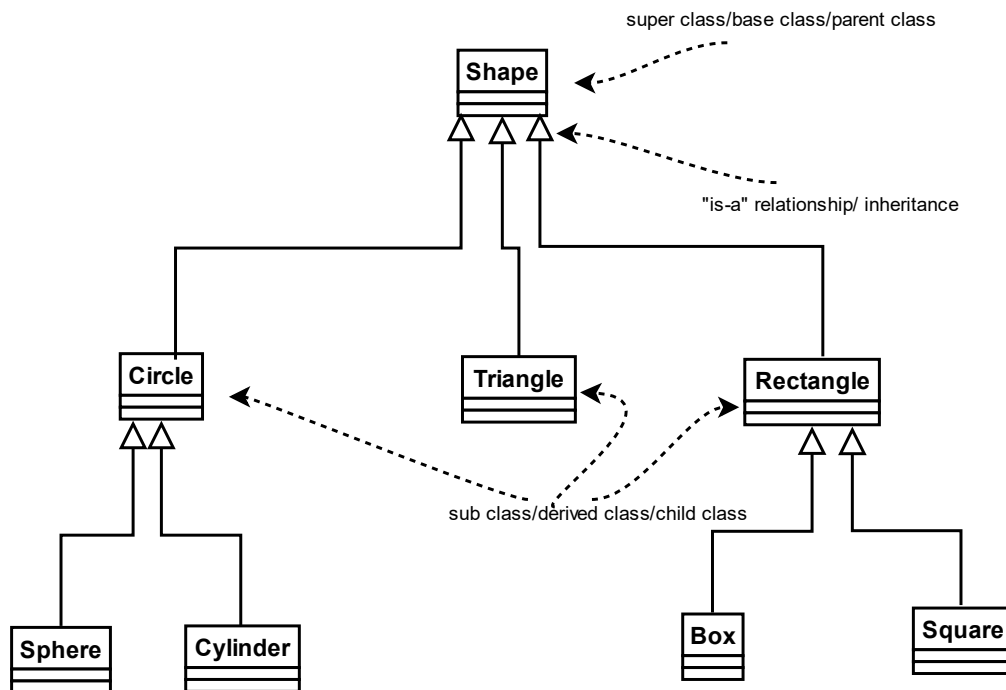 super class/base class/parent class
Shape
"is-a" relationship/ inheritance
Circle
Triangle
Rectangle
sub class/derived class/child class
Sphere
Cylinder
Box
Square